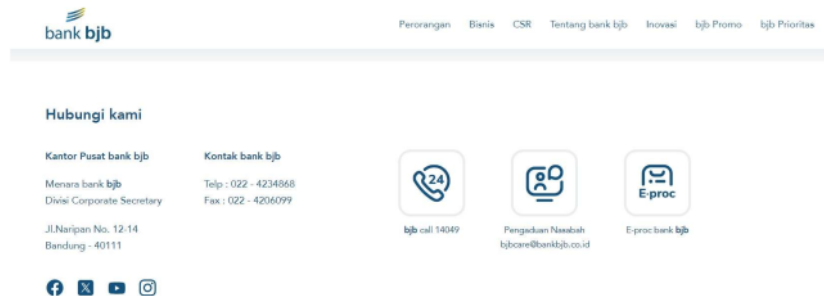 bank bjb
Perorangan Bisnis CSR Tentang bank bjb Inovasi bjb Promo bjb Prioritas
Hubungi kami
Kantor Pusat bank bjb
Menara bank bjb
Divisi Corporate Secretary
Jl.Naripan No. 12-14
Bandung - 40111
Kontak bank bjb
Telp : 022 - 4234868
Fax : 022 - 4206099
24
bjb call 14049
Pengaduan Nasabah
bjbcare@bankbjb.co.id
E-proc
E-proc bank bjb